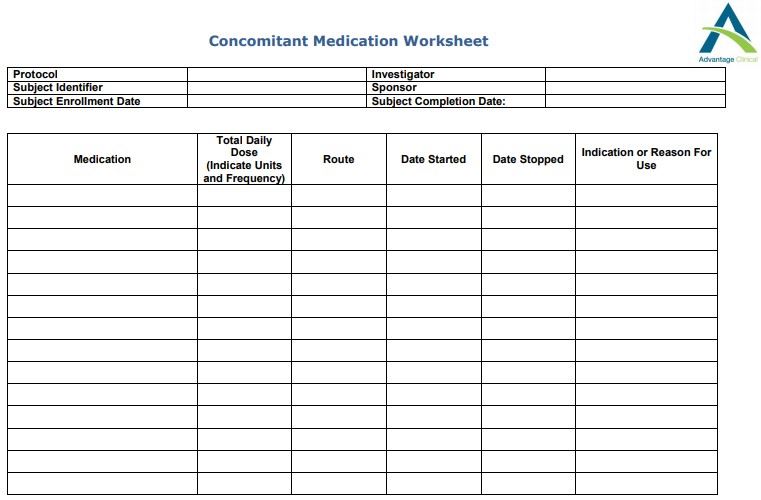 Concomitant Medication Worksheet
Advantage Clinical
Protocol Investigator
Subject Identifier Sponsor
Subject Enrollment Date Subject Completion Date:
Medication
Total Daily
Dose
(Indicate Units
and Frequency)
Route
Date Started
Date Stopped
Indication or Reason For
Use